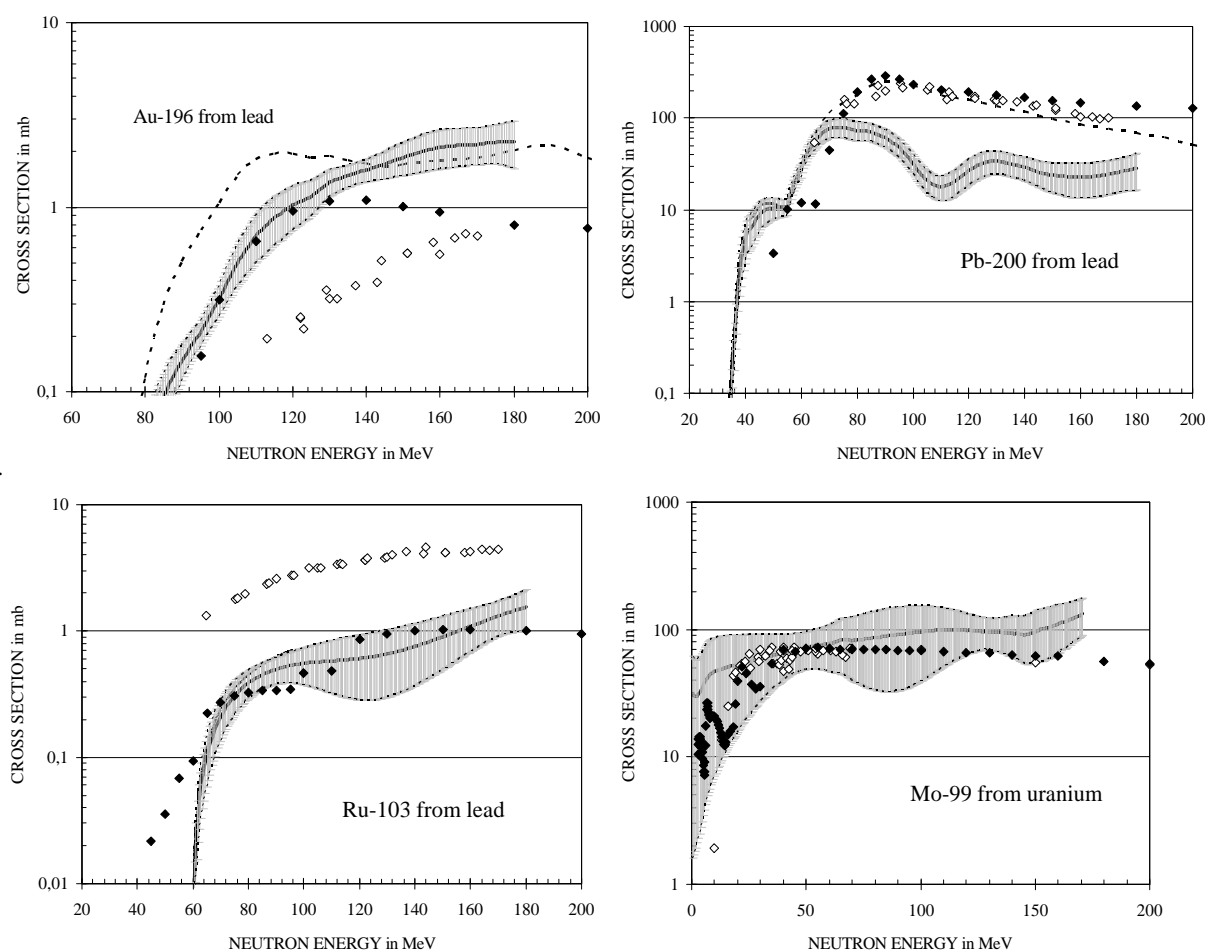 10
1
0,1
CROSS SECTION in mb
Au-196 from lead
60 80 100 120 140 160 180 200
NEUTRON ENERGY in MeV
1000
100
10
1
0,1
CROSS SECTION in mb
Pb-200 from lead
20 40 60 80 100 120 140 160 180 200
NEUTRON ENERGY in MeV
10
1
0,1
0,01
CROSS SECTION in mb
Ru-103 from lead
20 40 60 80 100 120 140 160 180 200
NEUTRON ENERGY in MeV
1000
100
10
1
CROSS SECTION in mb
Mo-99 from uranium
0 50 100 150 200
NEUTRON ENERGY in MeV